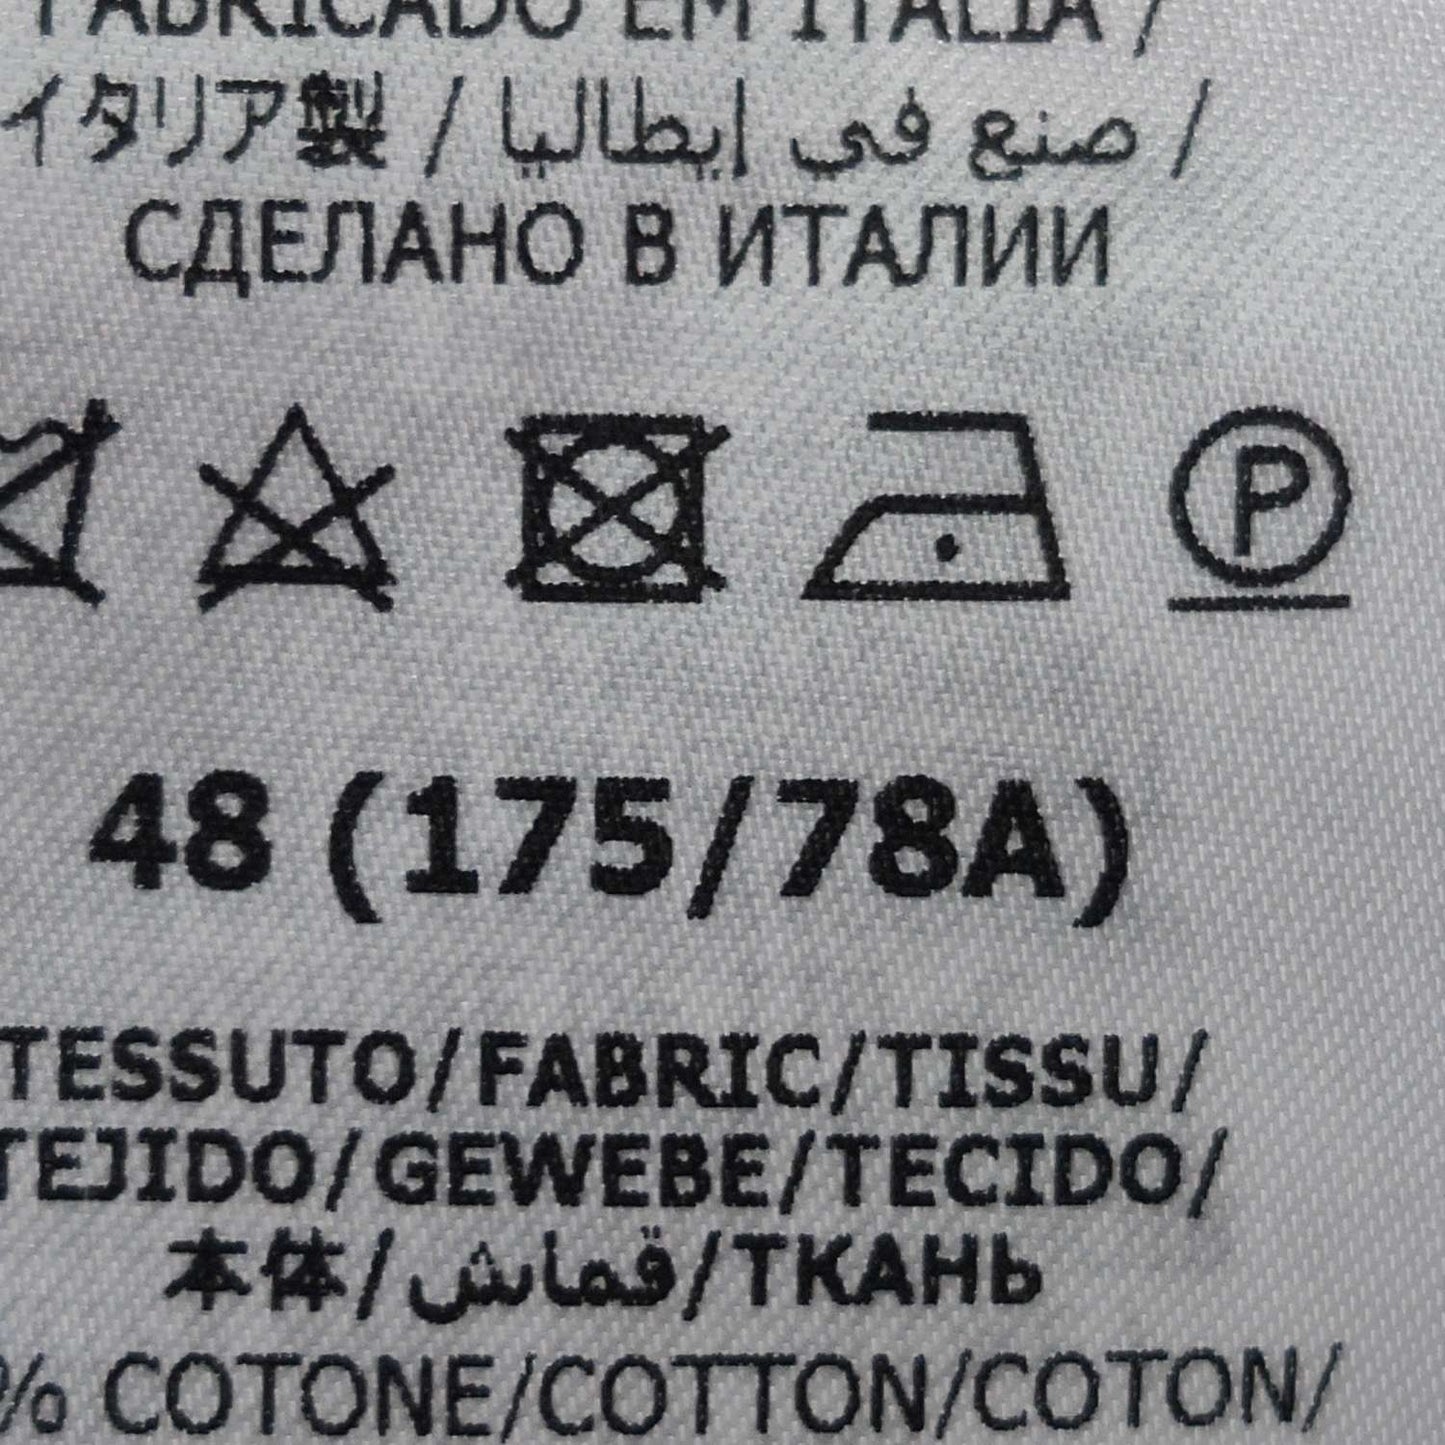 FABRICADO EM ITALIA /
イタリア製 / صنع في إيطاليا /
СДЕЛАНО В ИТАЛИИ
P
48 (175/78A)
TESSUTO/FABRIC/TISSU/
TEJIDO/GEWEBE/TECIDO/
本体/قماش/ТКАНЬ
% COTONE/COTTON/COTON/